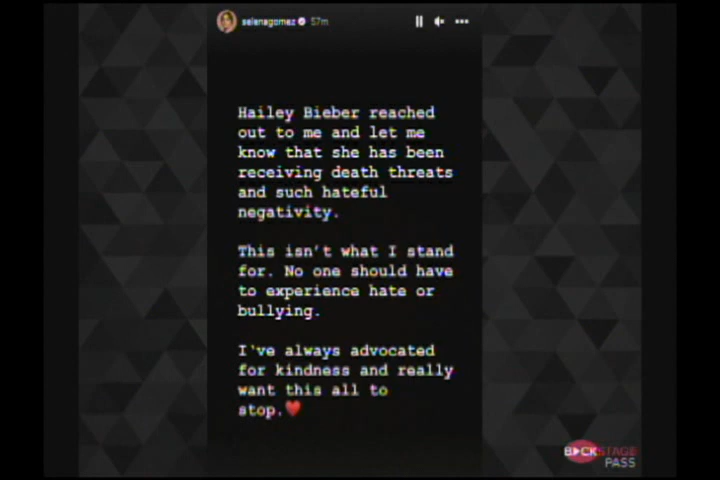 selenagomez 57m
Hailey Bieber reached
out to me and let me
know that she has been
receiving death threats
and such hateful
negativity.
This isn't what I stand
for. No one should have
to experience hate or
bullying.
I've always advocated
for kindness and really
want this all to
stop.❤️
BACKSTAGE
PASS